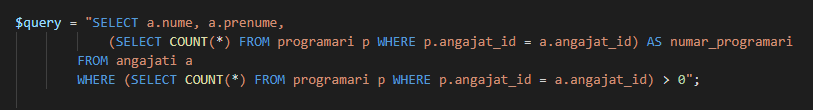 $query = "SELECT a.nume, a.prenume,
(SELECT COUNT(*) FROM programari p WHERE p.angajat_id = a.angajat_id) AS numar_programari
FROM angajati a
WHERE (SELECT COUNT(*) FROM programari p WHERE p.angajat_id = a.angajat_id) > 0";